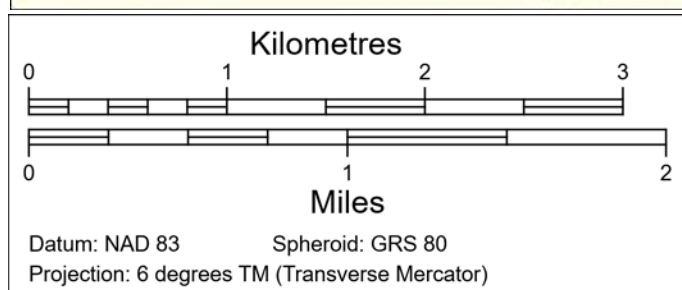 Kilometres
0 1 2 3
0 1 2
Miles
Datum: NAD 83 Spheroid: GRS 80
Projection: 6 degrees TM (Transverse Mercator)